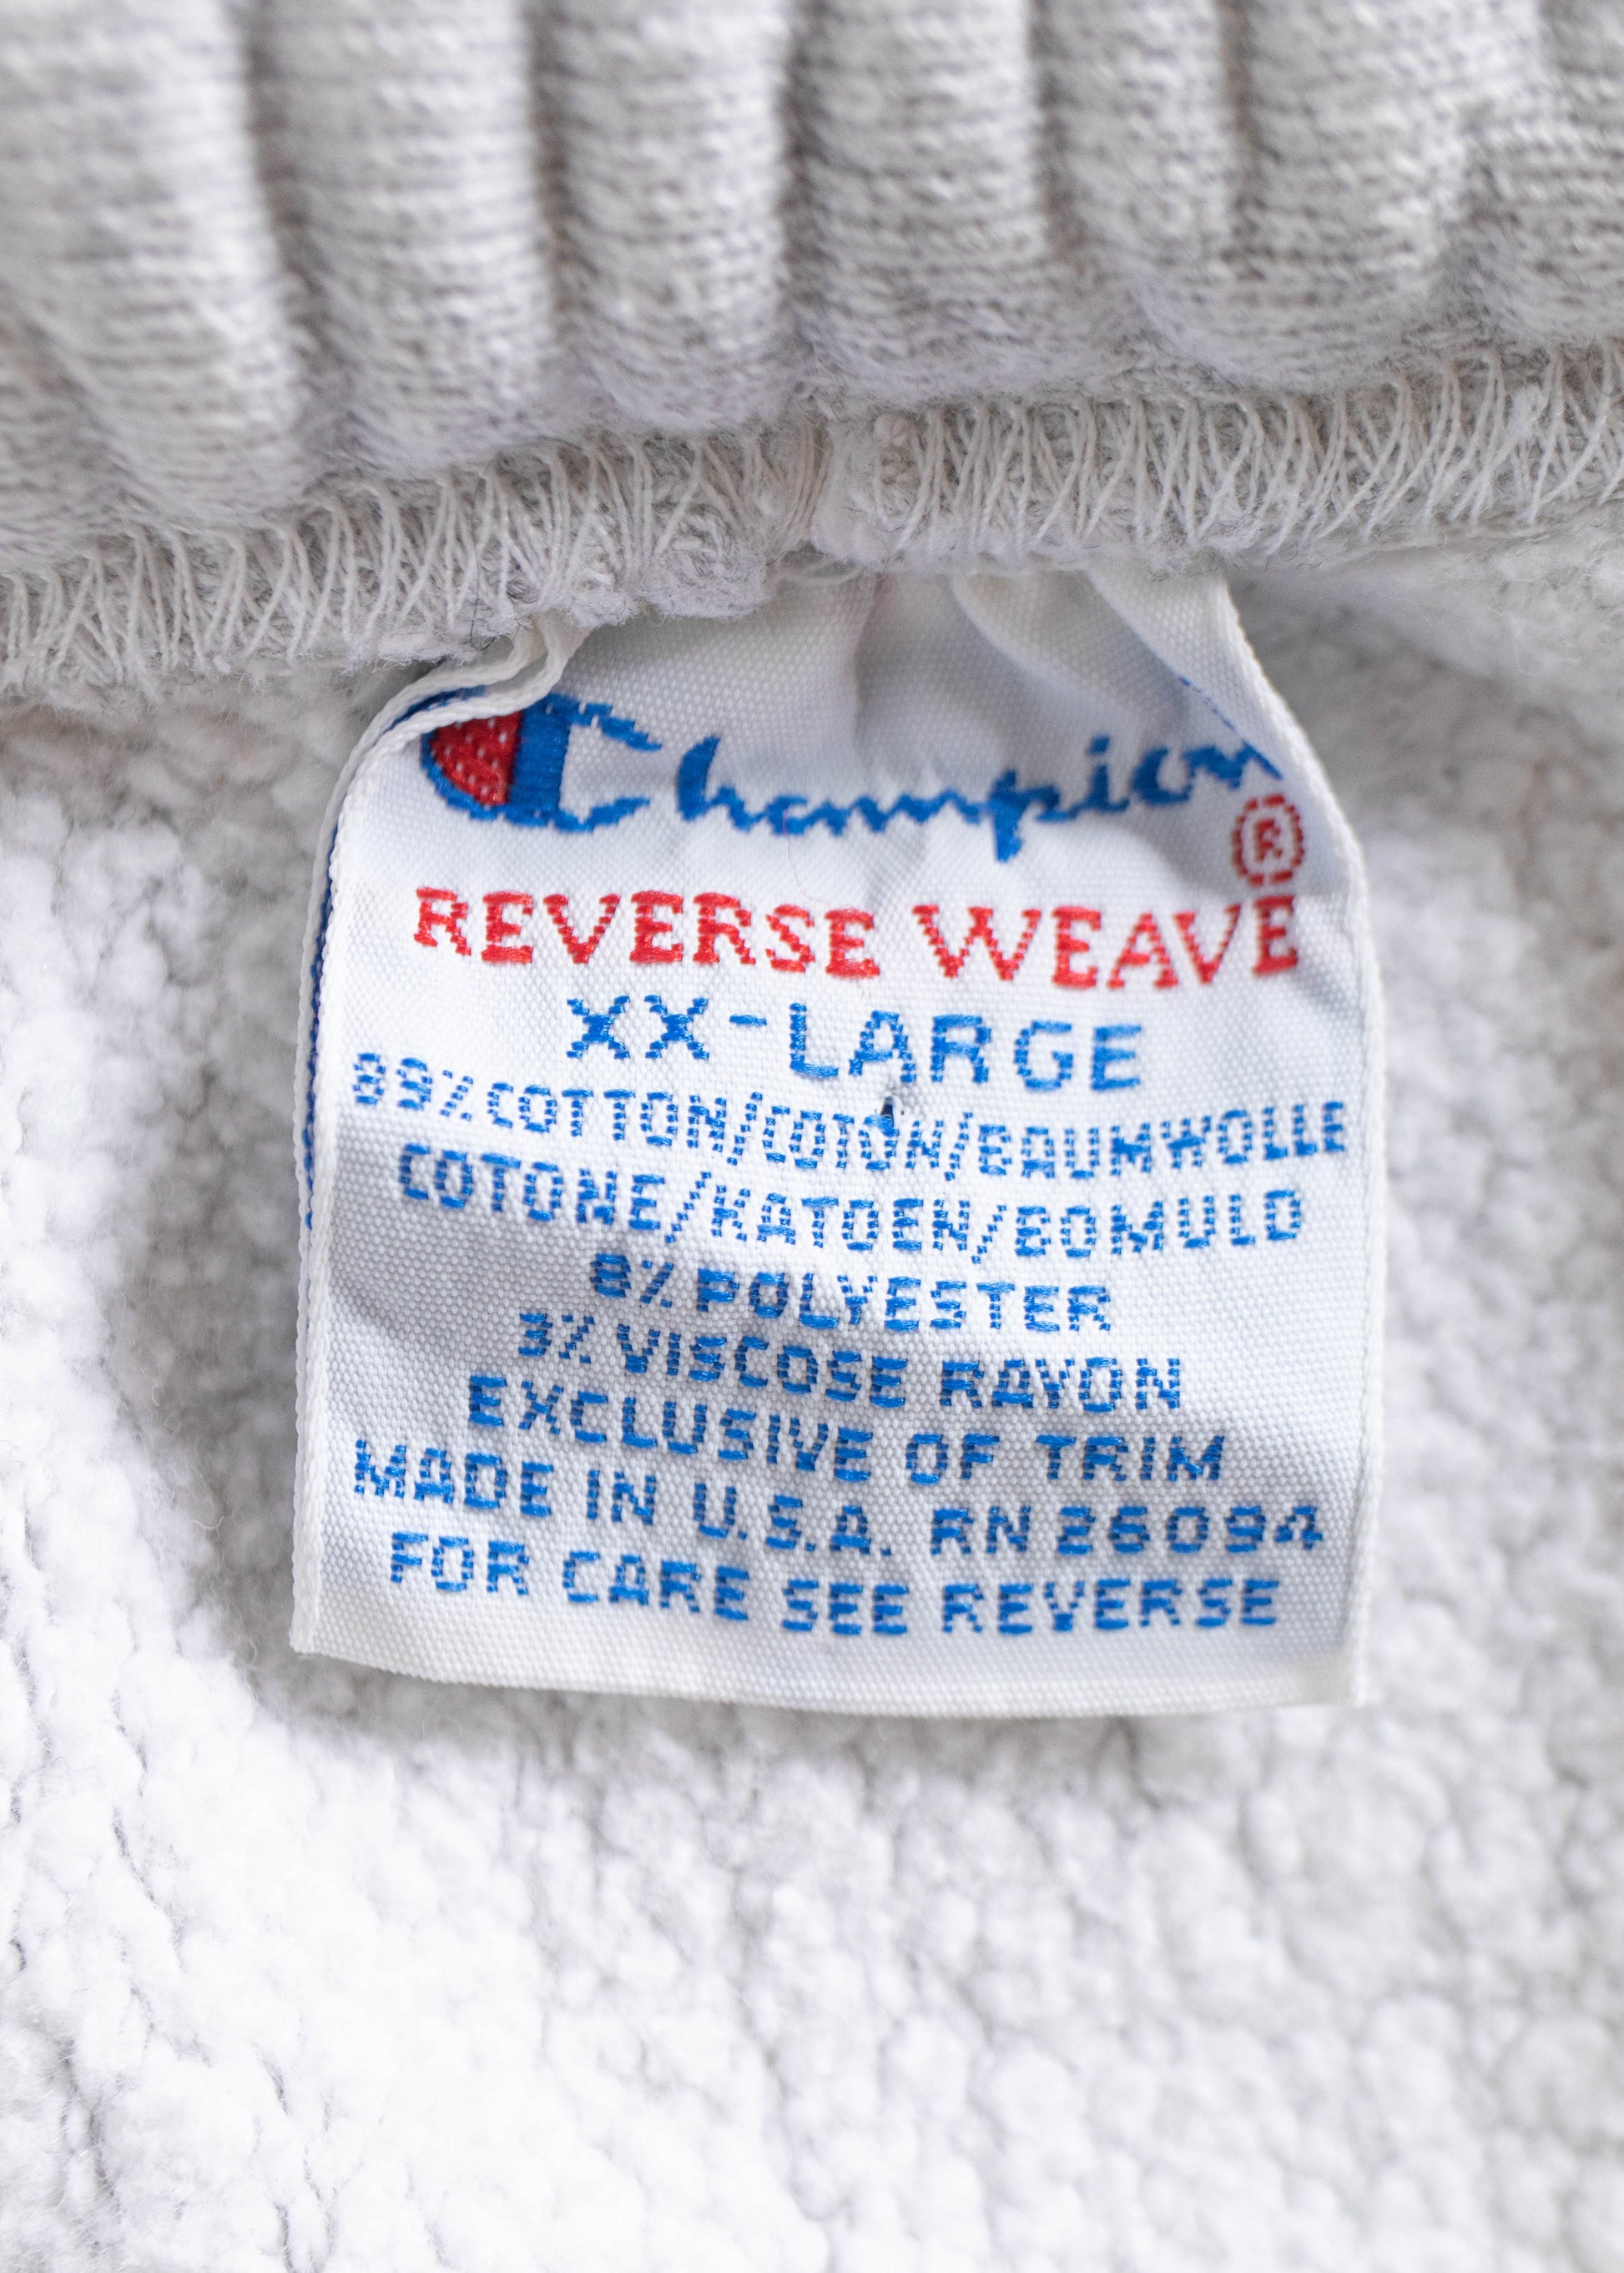 Champion
®
REVERSE WEAVE
XX-LARGE
89% COTTON/COTON/BAUMWOLLE
COTONE/KATOEN/BOMULD
8% POLYESTER
3% VISCOSE RAYON
EXCLUSIVE OF TRIM
MADE IN U.S.A. RN 26094
FOR CARE SEE REVERSE